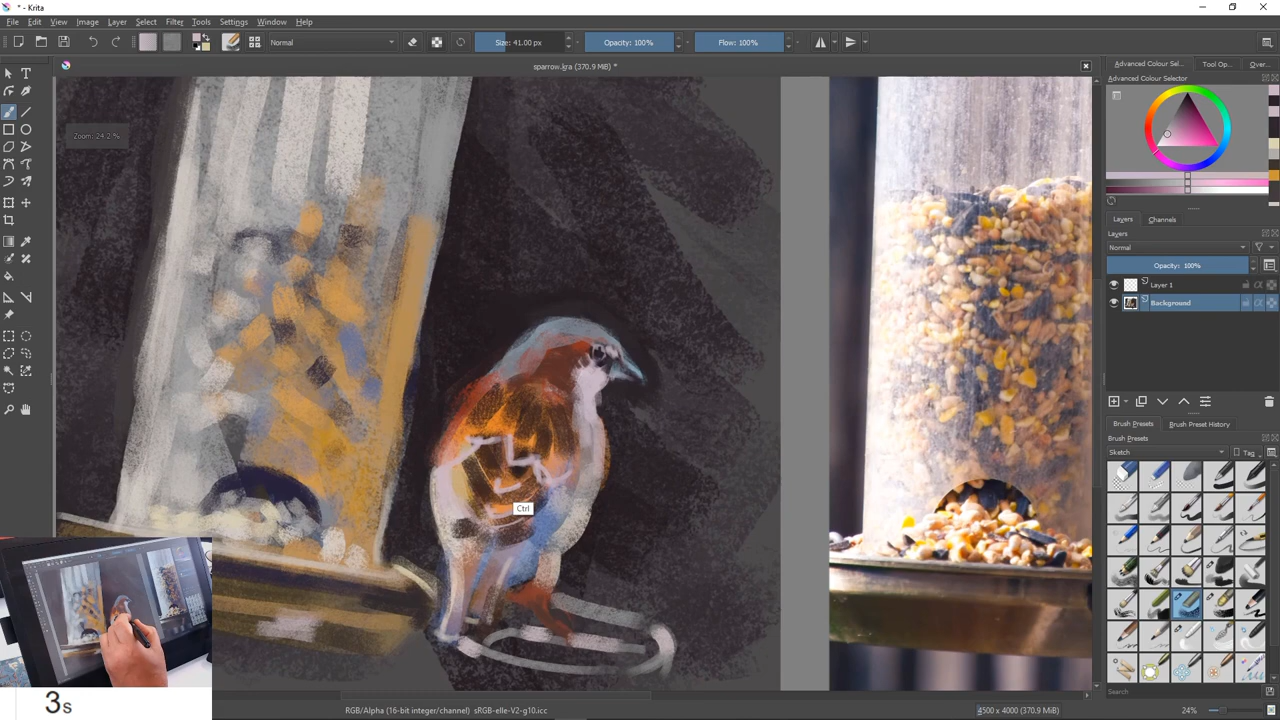 * - Krita
File Edit View Image Layer Select Filter Tools Settings Window Help
Normal Size: 41.00 px Opacity: 100% Flow: 100%
sparrow.kra (370.9 MiB) *
Advanced Colour Sel... Tool Op... Over...
Advanced Colour Selector
Zoom: 24.2 %
Layers Channels
Layers
Normal
Opacity: 100%
Layer 1
Background
Brush Presets Brush Preset History
Brush Presets
Sketch Tag
Ctrl
Search
3s
RGB/Alpha (16-bit integer/channel) sRGB-elle-V2-g10.icc
4500 x 4000 (370.9 MiB)
24%